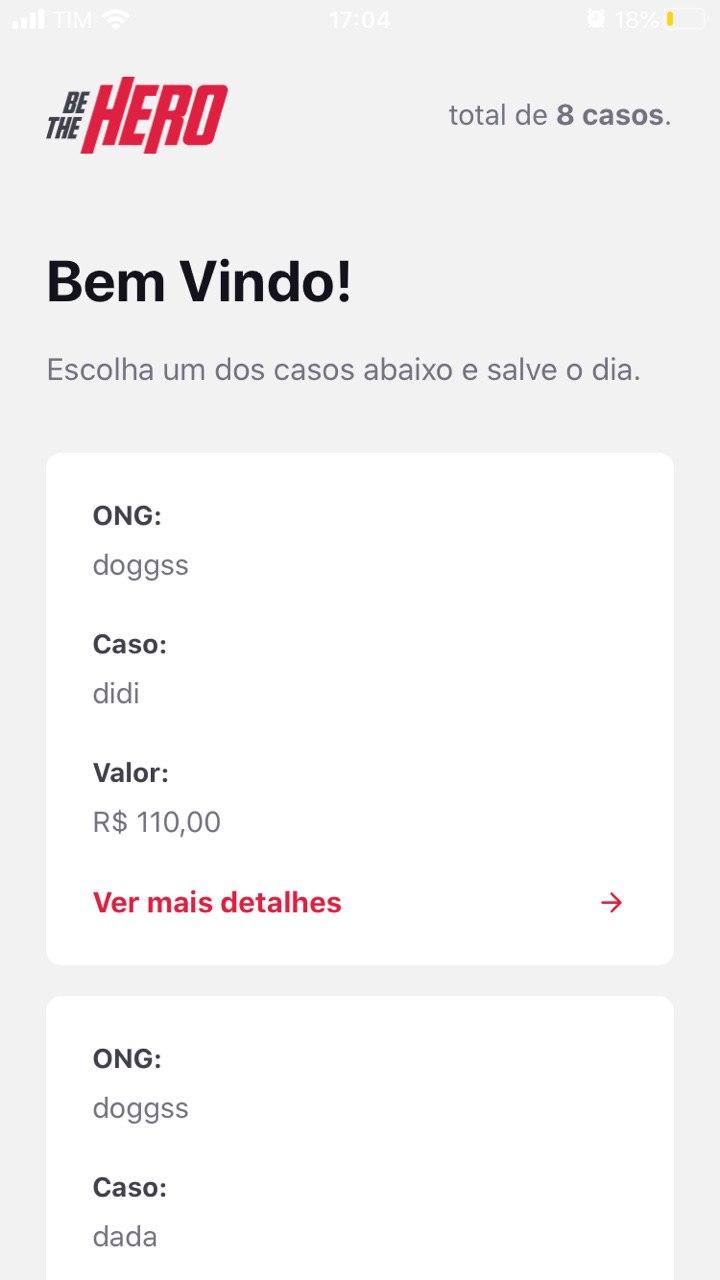 TIM 17:04 18%
BE THE HERO
total de 8 casos.
Bem Vindo!
Escolha um dos casos abaixo e salve o dia.
ONG:
doggss
Caso:
didi
Valor:
R$ 110,00
Ver mais detalhes →
ONG:
doggss
Caso:
dada